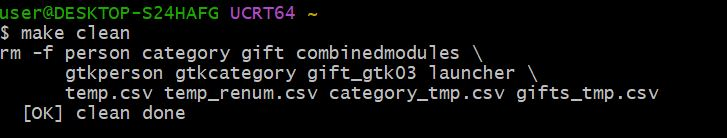 user@DESKTOP-S24HAFG UCRT64 ~
$ make clean
rm -f person category gift combinedmodules \
gtkperson gtkcategory gift_gtk03 launcher \
temp.csv temp_renum.csv category_tmp.csv gifts_tmp.csv
[OK] clean done